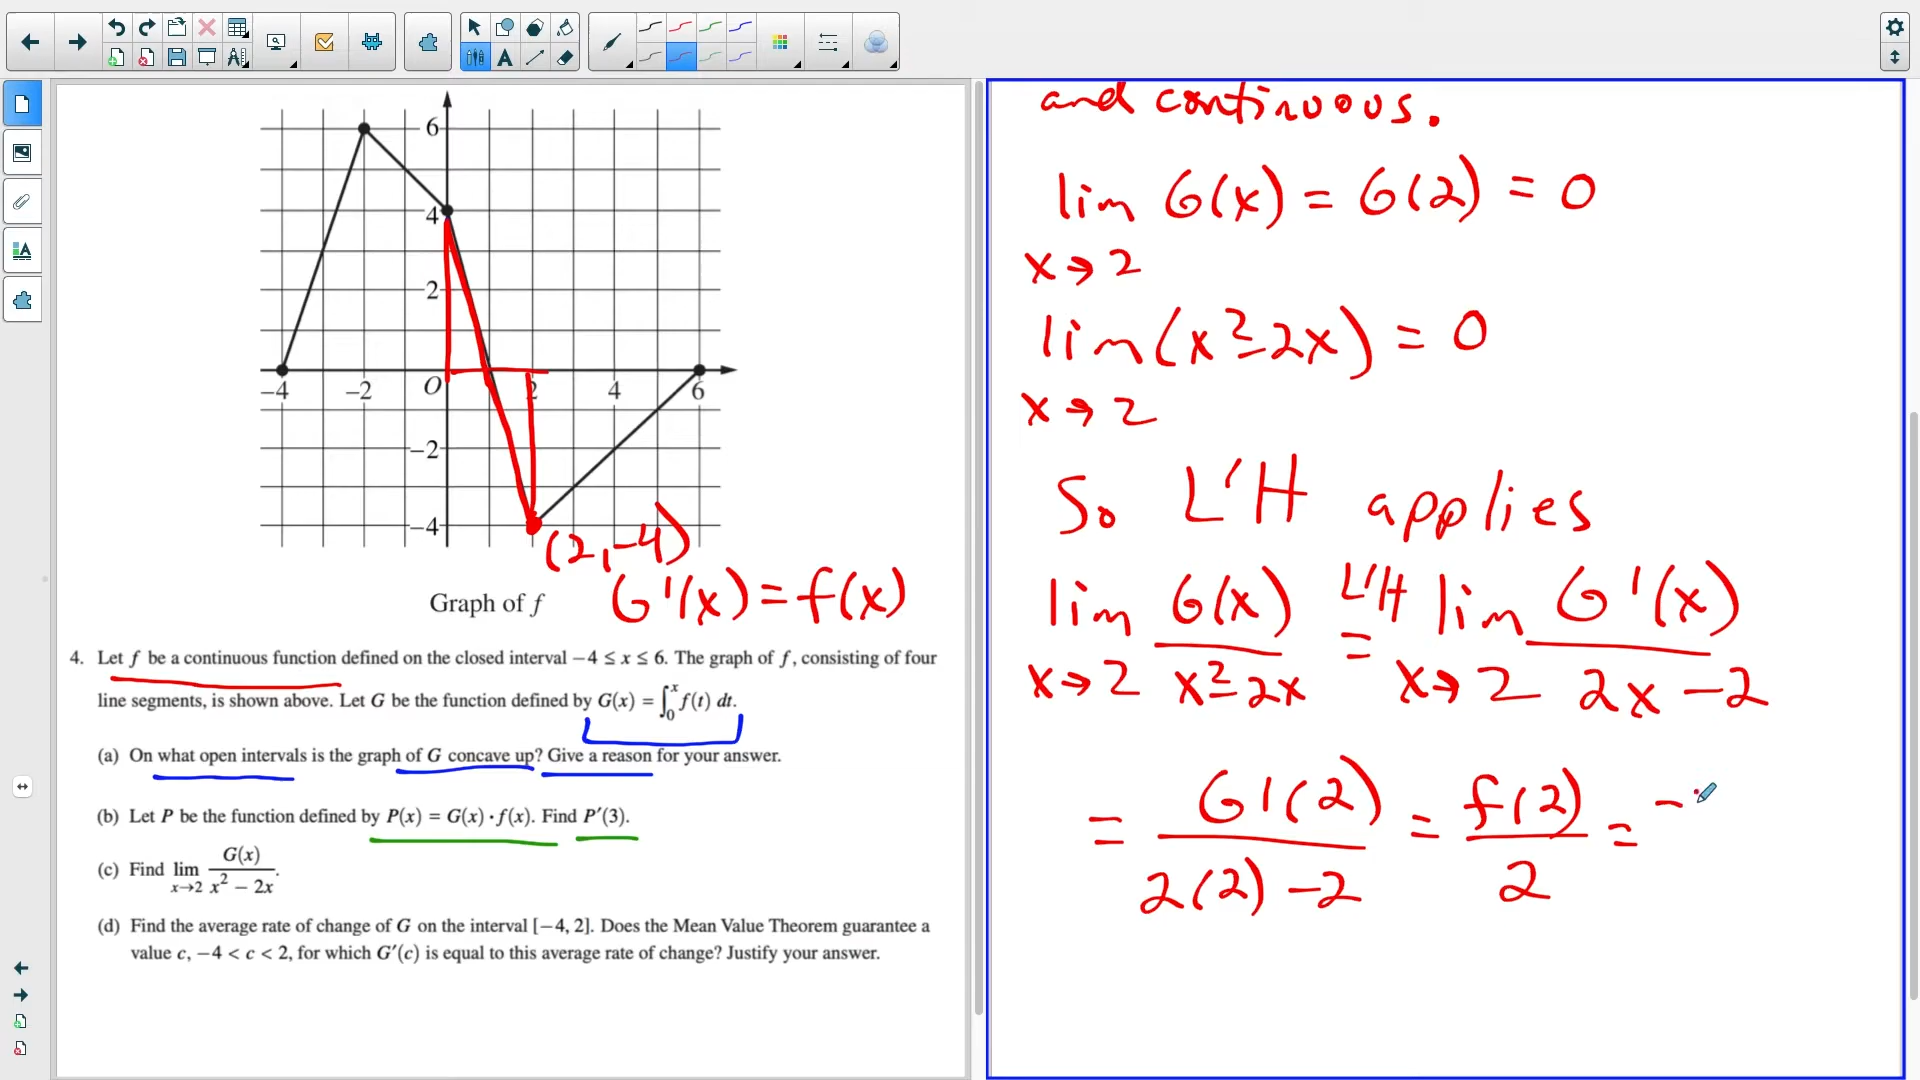 6
4
2
-4
-2
O
2
4
6
-2
-4
(2,-4)
Graph of f
G'(x)=f(x)
4. Let f be a continuous function defined on the closed interval −4 ≤ x ≤ 6. The graph of f, consisting of four
line segments, is shown above. Let G be the function defined by G(x) = ∫₀ˣ f(t) dt.
(a) On what open intervals is the graph of G concave up? Give a reason for your answer.
(b) Let P be the function defined by P(x) = G(x) · f(x). Find P′(3).
(c) Find lim x→2 G(x) / x² − 2x.
(d) Find the average rate of change of G on the interval [−4, 2]. Does the Mean Value Theorem guarantee a
value c, −4 < c < 2, for which G′(c) is equal to this average rate of change? Justify your answer.
and continuous.
lim G(x) = G(2) = 0
x→2
lim (x²-2x) = 0
x→2
So L'H applies
lim G(x) L'H = lim G'(x)
x→2 x²-2x x→2 2x-2
= G'(2) = f(2) = -
2(2)-2 2